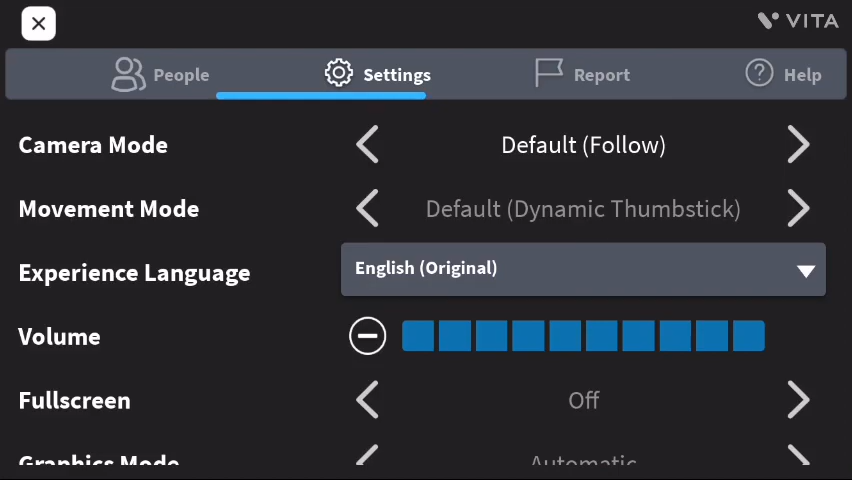 VITA
People Settings Report Help
Camera Mode Default (Follow)
Movement Mode Default (Dynamic Thumbstick)
Experience Language English (Original)
Volume
Fullscreen Off
Graphics Mode Automatic